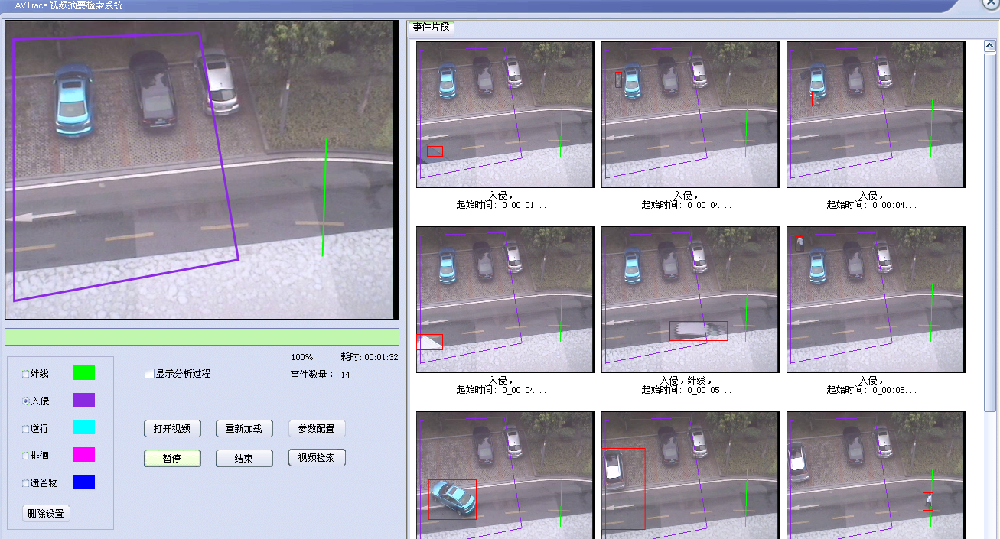 AVTrace 视频摘要检索系统
事件片段
入侵，
起始时间：0_00:01...
入侵，
起始时间：0_00:04...
入侵，
起始时间：0_00:04...
入侵，
起始时间：0_00:04...
入侵，绊线，
起始时间：0_00:05...
入侵，
起始时间：0_00:05...
100%
耗时: 00:01:32
显示分析过程
事件数量： 14
绊线
入侵
逆行
徘徊
遗留物
删除设置
打开视频
重新加载
参数配置
暂停
结束
视频检索